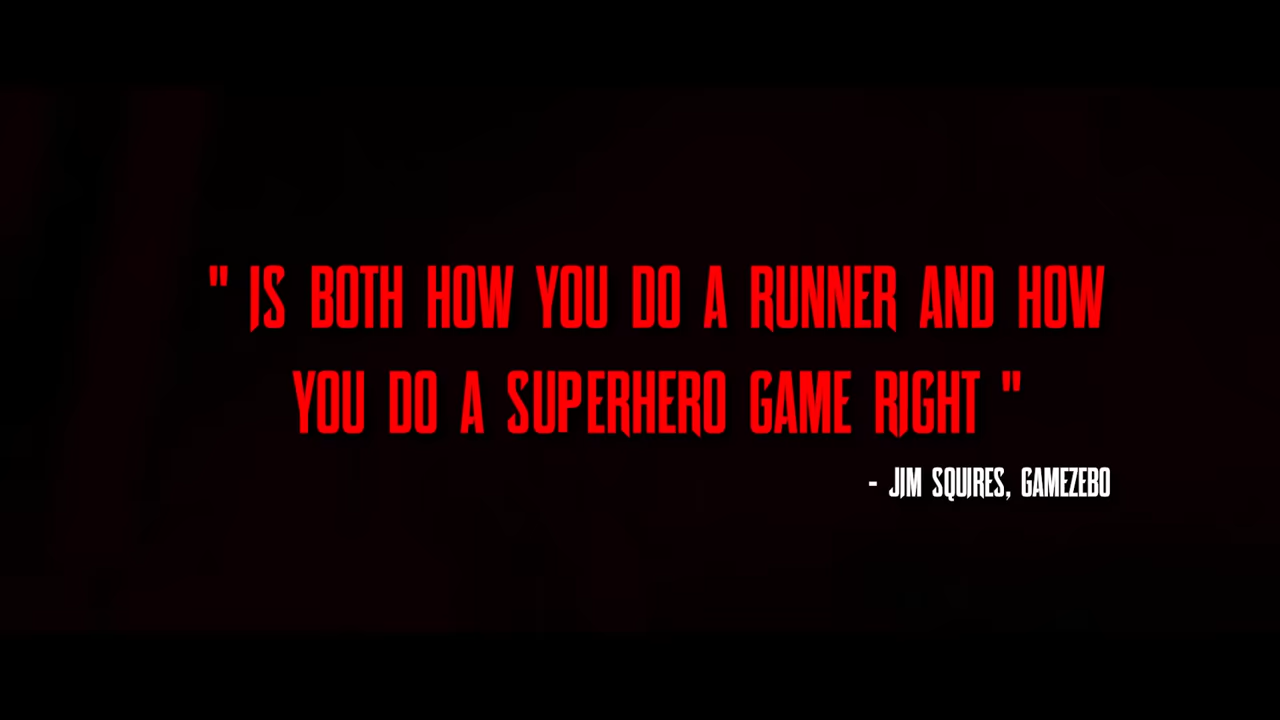 " IS BOTH HOW YOU DO A RUNNER AND HOW
YOU DO A SUPERHERO GAME RIGHT "
- JIM SQUIRES, GAMEZEBO